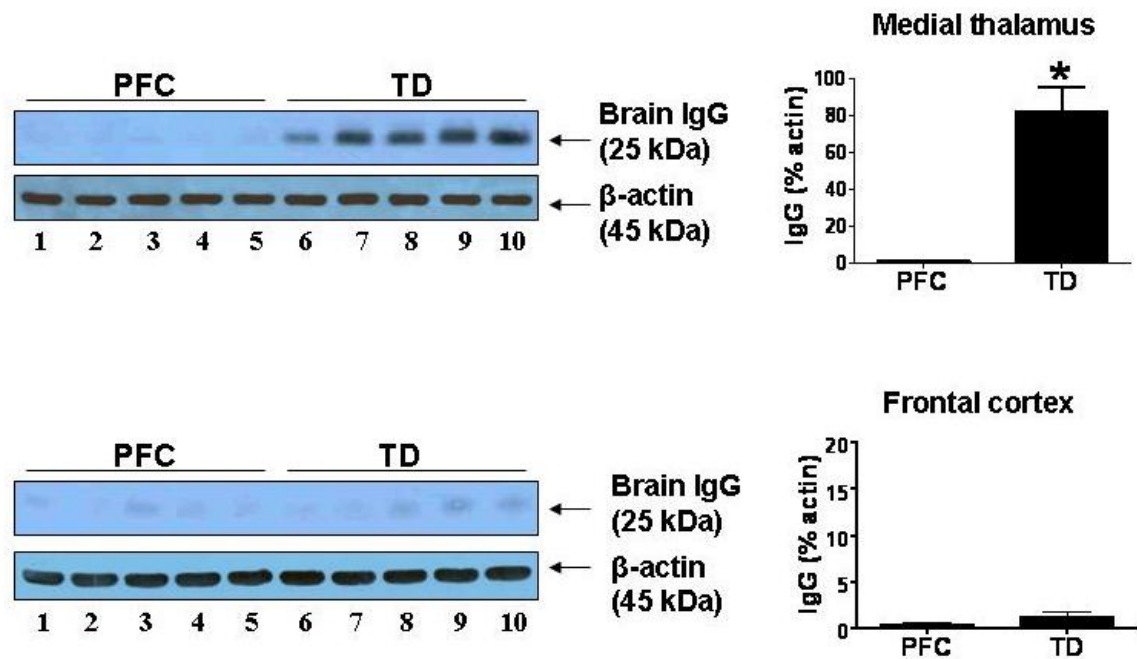 PFC TD
Brain IgG
(25 kDa)
β-actin
(45 kDa)
1 2 3 4 5 6 7 8 9 10
Medial thalamus
IgG (% actin)
100
80
60
40
20
0
*
PFC TD
PFC TD
Brain IgG
(25 kDa)
β-actin
(45 kDa)
1 2 3 4 5 6 7 8 9 10
Frontal cortex
IgG (% actin)
20
15
10
5
0
PFC TD